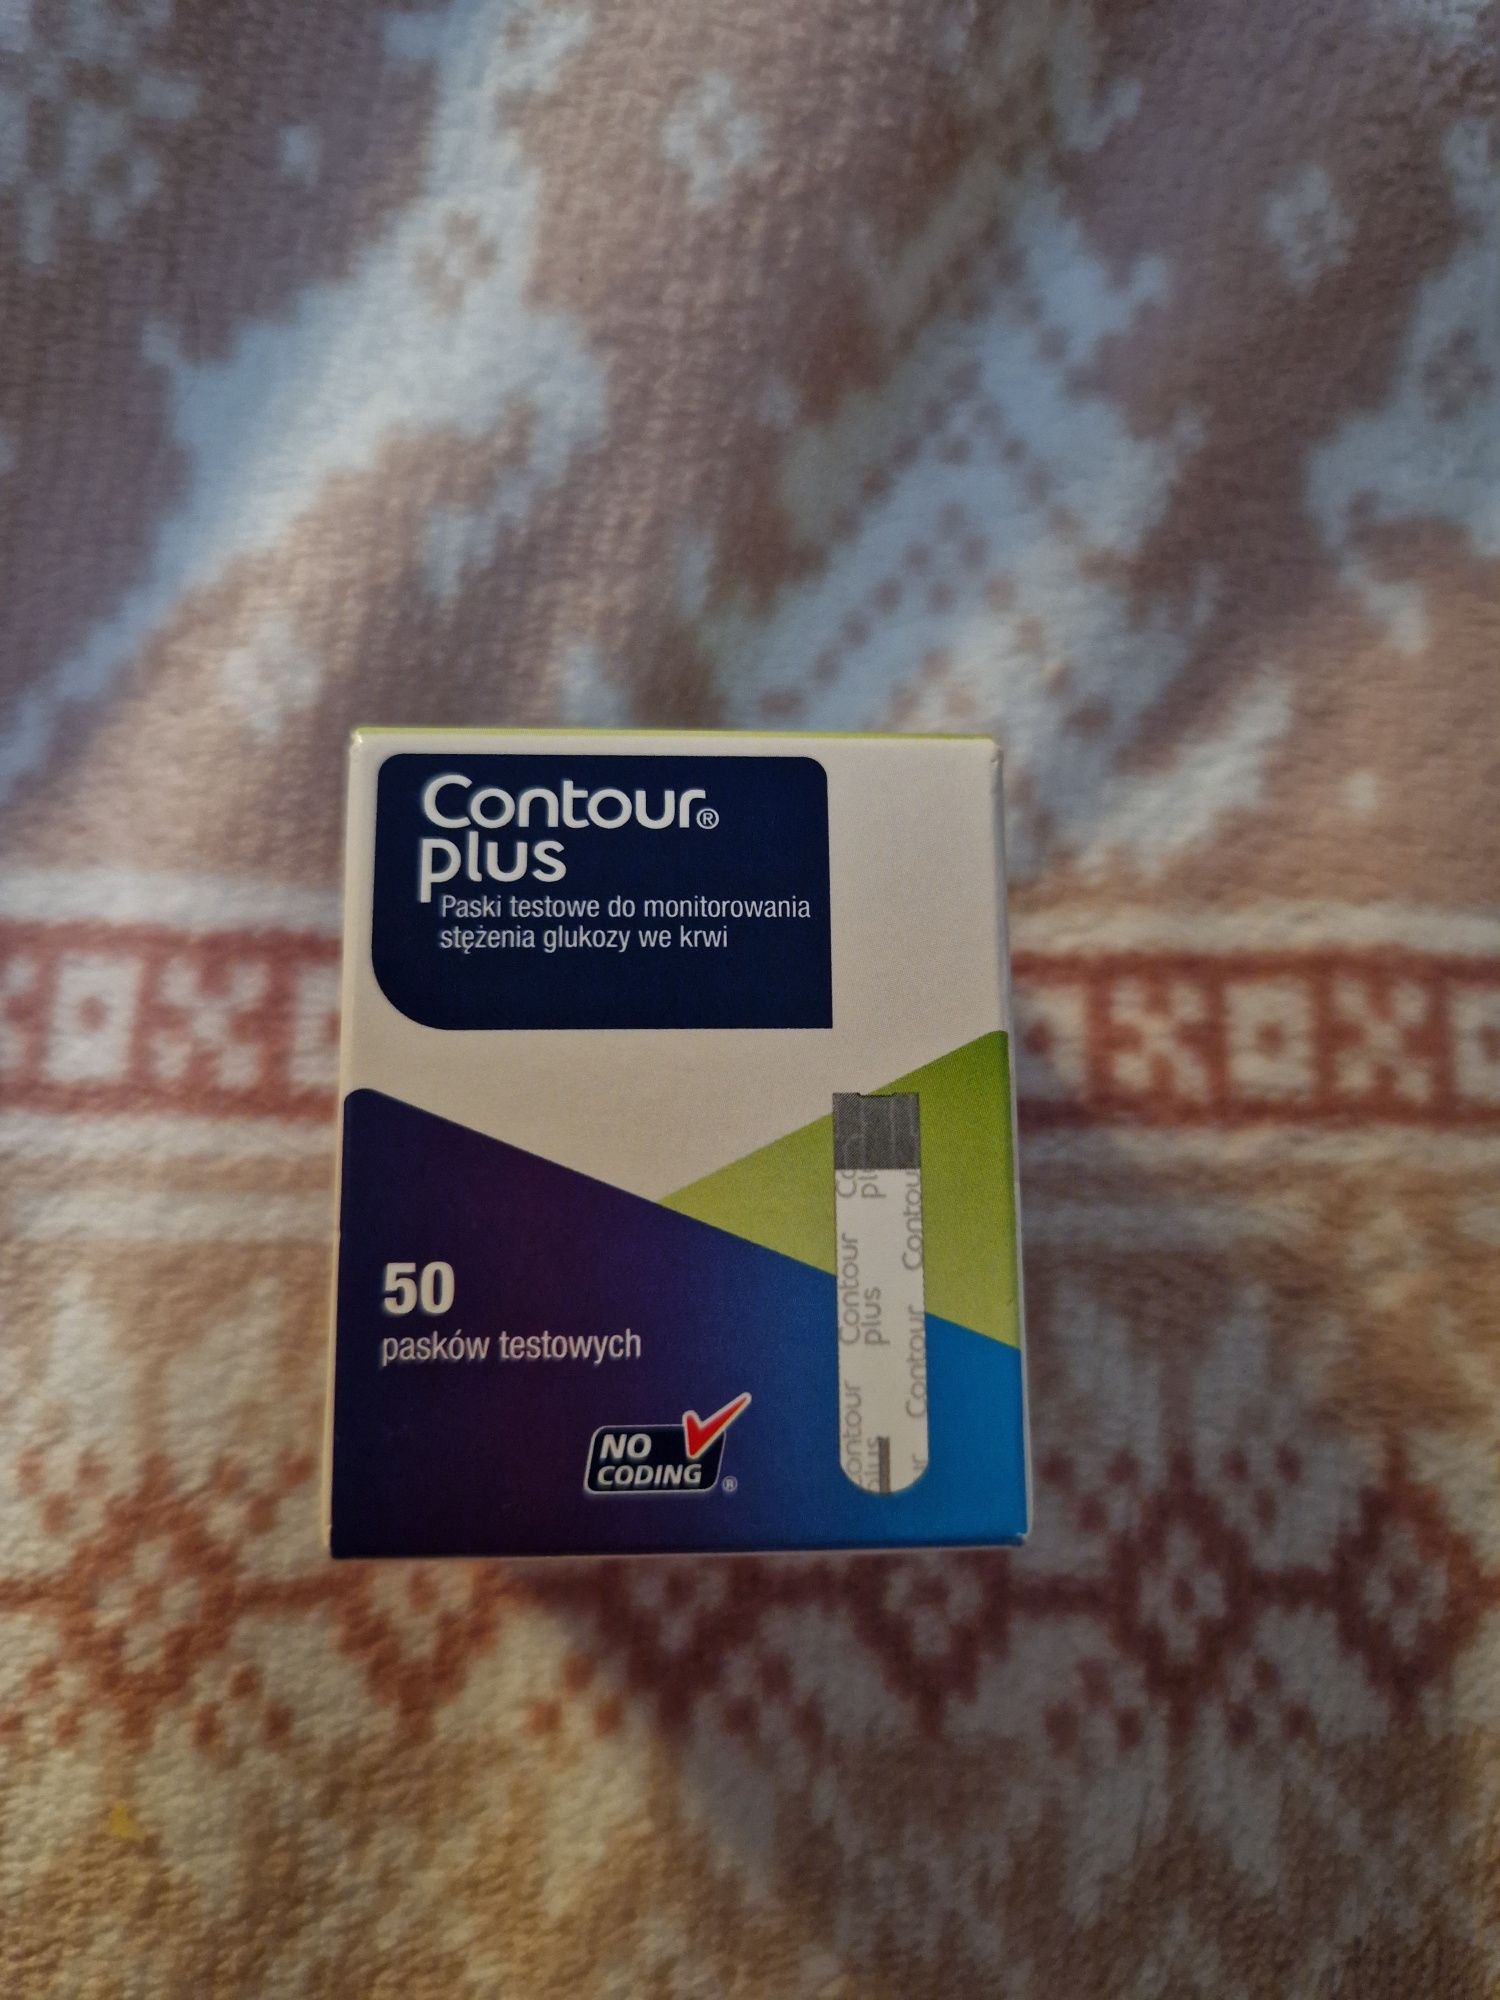 Contour®
plus
Paski testowe do monitorowania
stężenia glukozy we krwi
50
pasków testowych
NO
CODING
®
Contour
plus
Contour
Contour